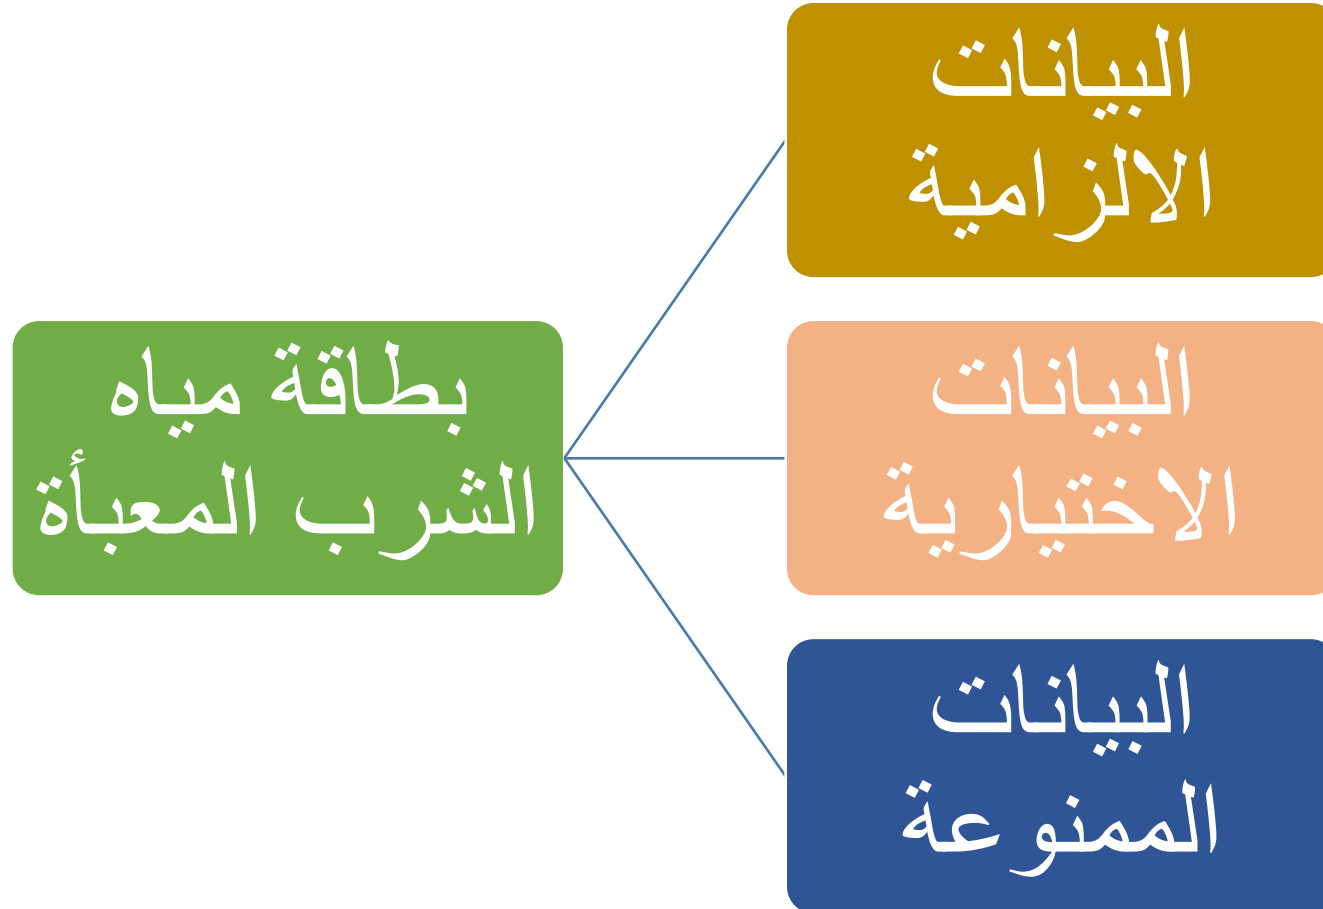 بطاقة مياه
الشرب المعبأة
البيانات
الالزامية
البيانات
الاختيارية
البيانات
الممنوعة